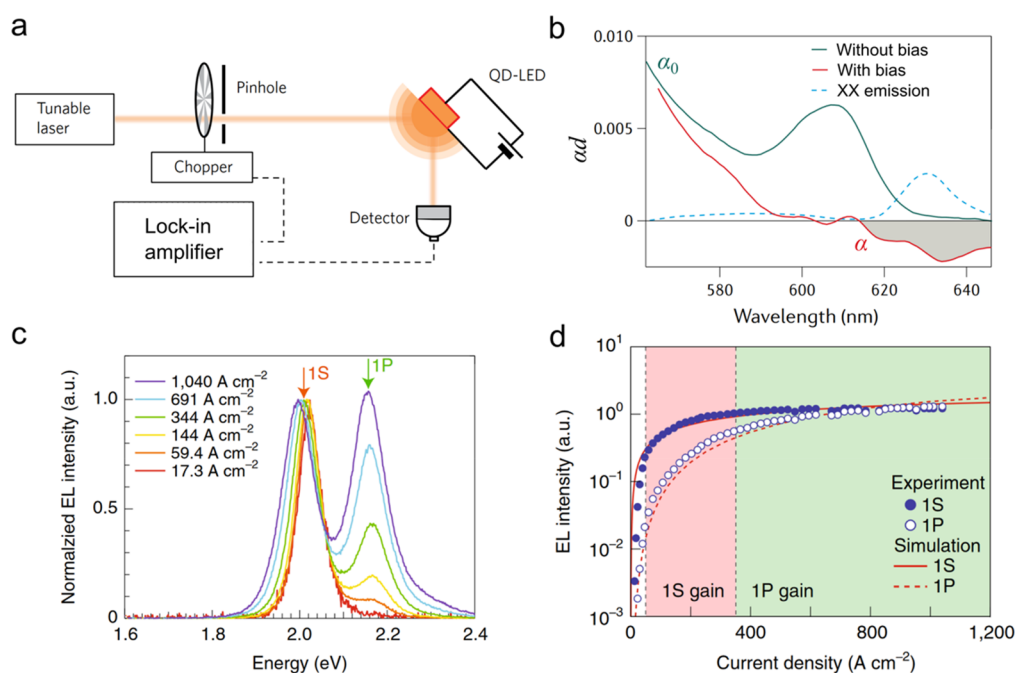 a
Tunable
laser
Pinhole
Chopper
Lock-in
amplifier
Detector
QD-LED
b
0.010
0.005
0
αd
α0
Without bias
With bias
XX emission
α
580
600
620
640
Wavelength (nm)
c
1,040 A cm⁻²
691 A cm⁻²
344 A cm⁻²
144 A cm⁻²
59.4 A cm⁻²
17.3 A cm⁻²
1S
1P
1.0
0.5
0
Normalzied EL intensity (a.u.)
1.6
1.8
2.0
2.2
2.4
Energy (eV)
d
10¹
10⁰
10⁻¹
10⁻²
10⁻³
EL intensity (a.u.)
Experiment
1S
1P
Simulation
1S
1P
1S gain
1P gain
0
400
800
1,200
Current density (A cm⁻²)